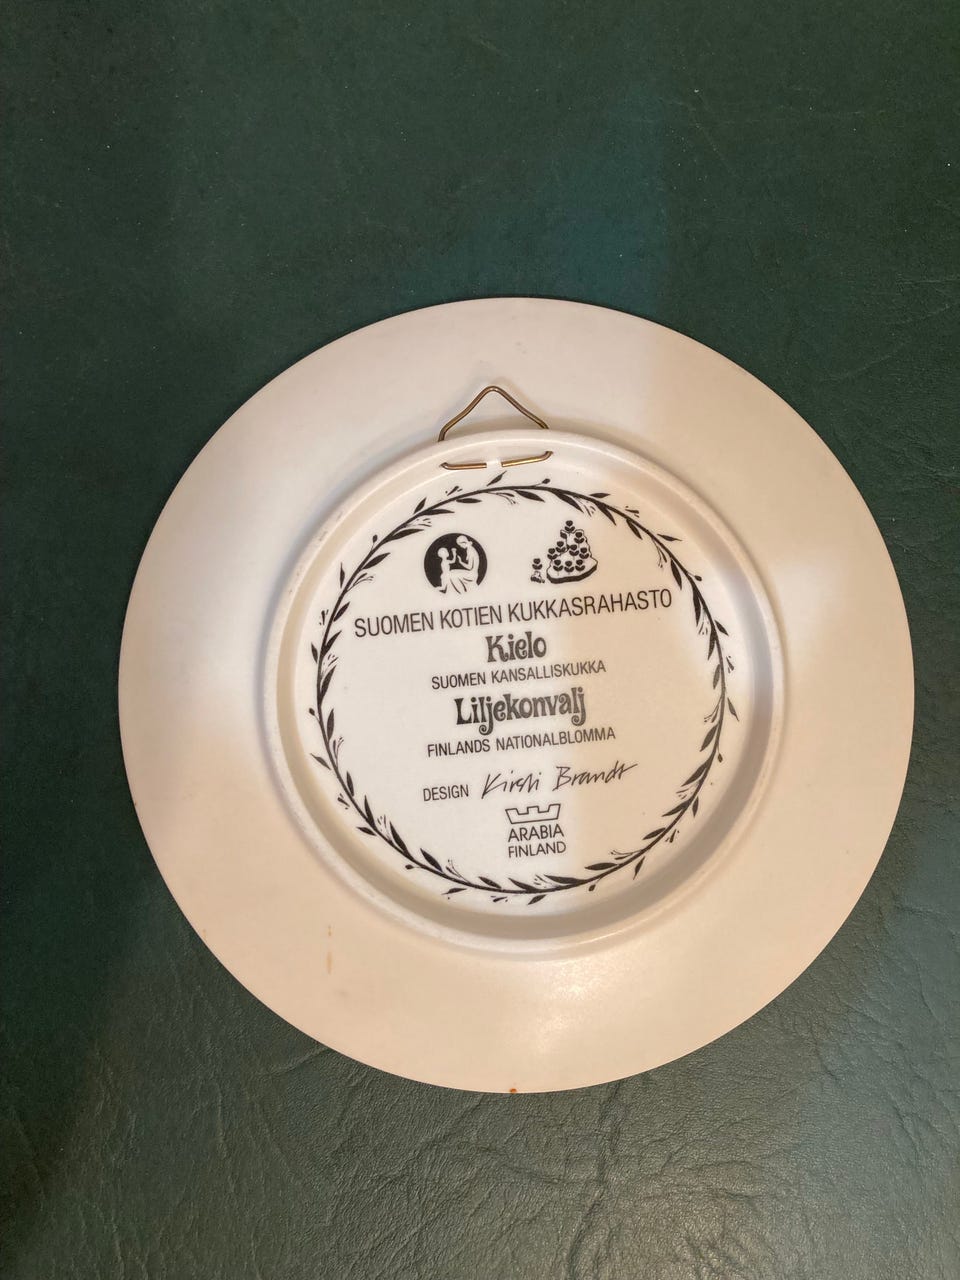 SUOMEN KOTIEN KUKKASRAHASTO
Kielo
SUOMEN KANSALLISKUKKA
Liljekonvalj
FINLANDS NATIONALBLOMMA
DESIGN Kirsti Brandt
ARABIA
FINLAND